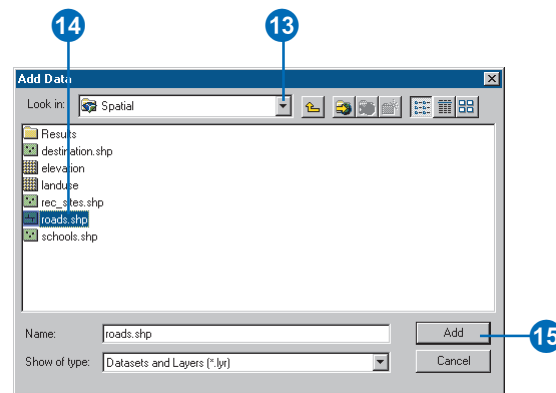 14
13
Add Data
Look in: Spatial
Results
destination.shp
elevation
landuse
rec_sites.shp
roads.shp
schools.shp
Name: roads.shp
Add
15
Show of type: Datasets and Layers (*.lyr)
Cancel